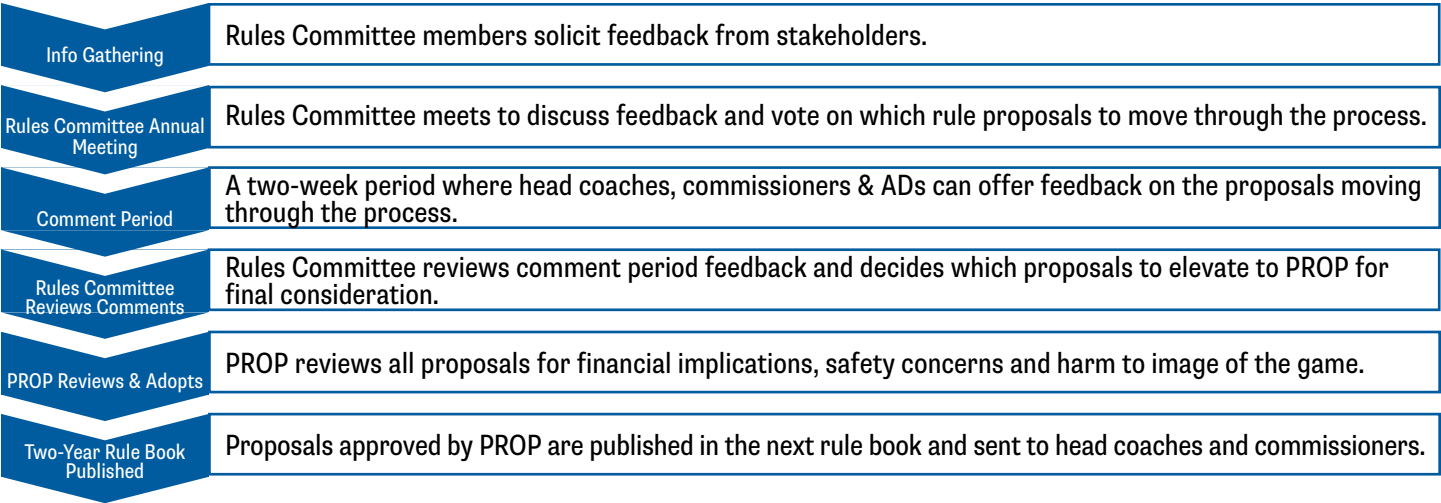 Info Gathering
Rules Committee members solicit feedback from stakeholders.
Rules Committee Annual
Meeting
Rules Committee meets to discuss feedback and vote on which rule proposals to move through the process.
Comment Period
A two-week period where head coaches, commissioners & ADs can offer feedback on the proposals moving
through the process.
Rules Committee
Reviews Comments
Rules Committee reviews comment period feedback and decides which proposals to elevate to PROP for
final consideration.
PROP Reviews & Adopts
PROP reviews all proposals for financial implications, safety concerns and harm to image of the game.
Two-Year Rule Book
Published
Proposals approved by PROP are published in the next rule book and sent to head coaches and commissioners.